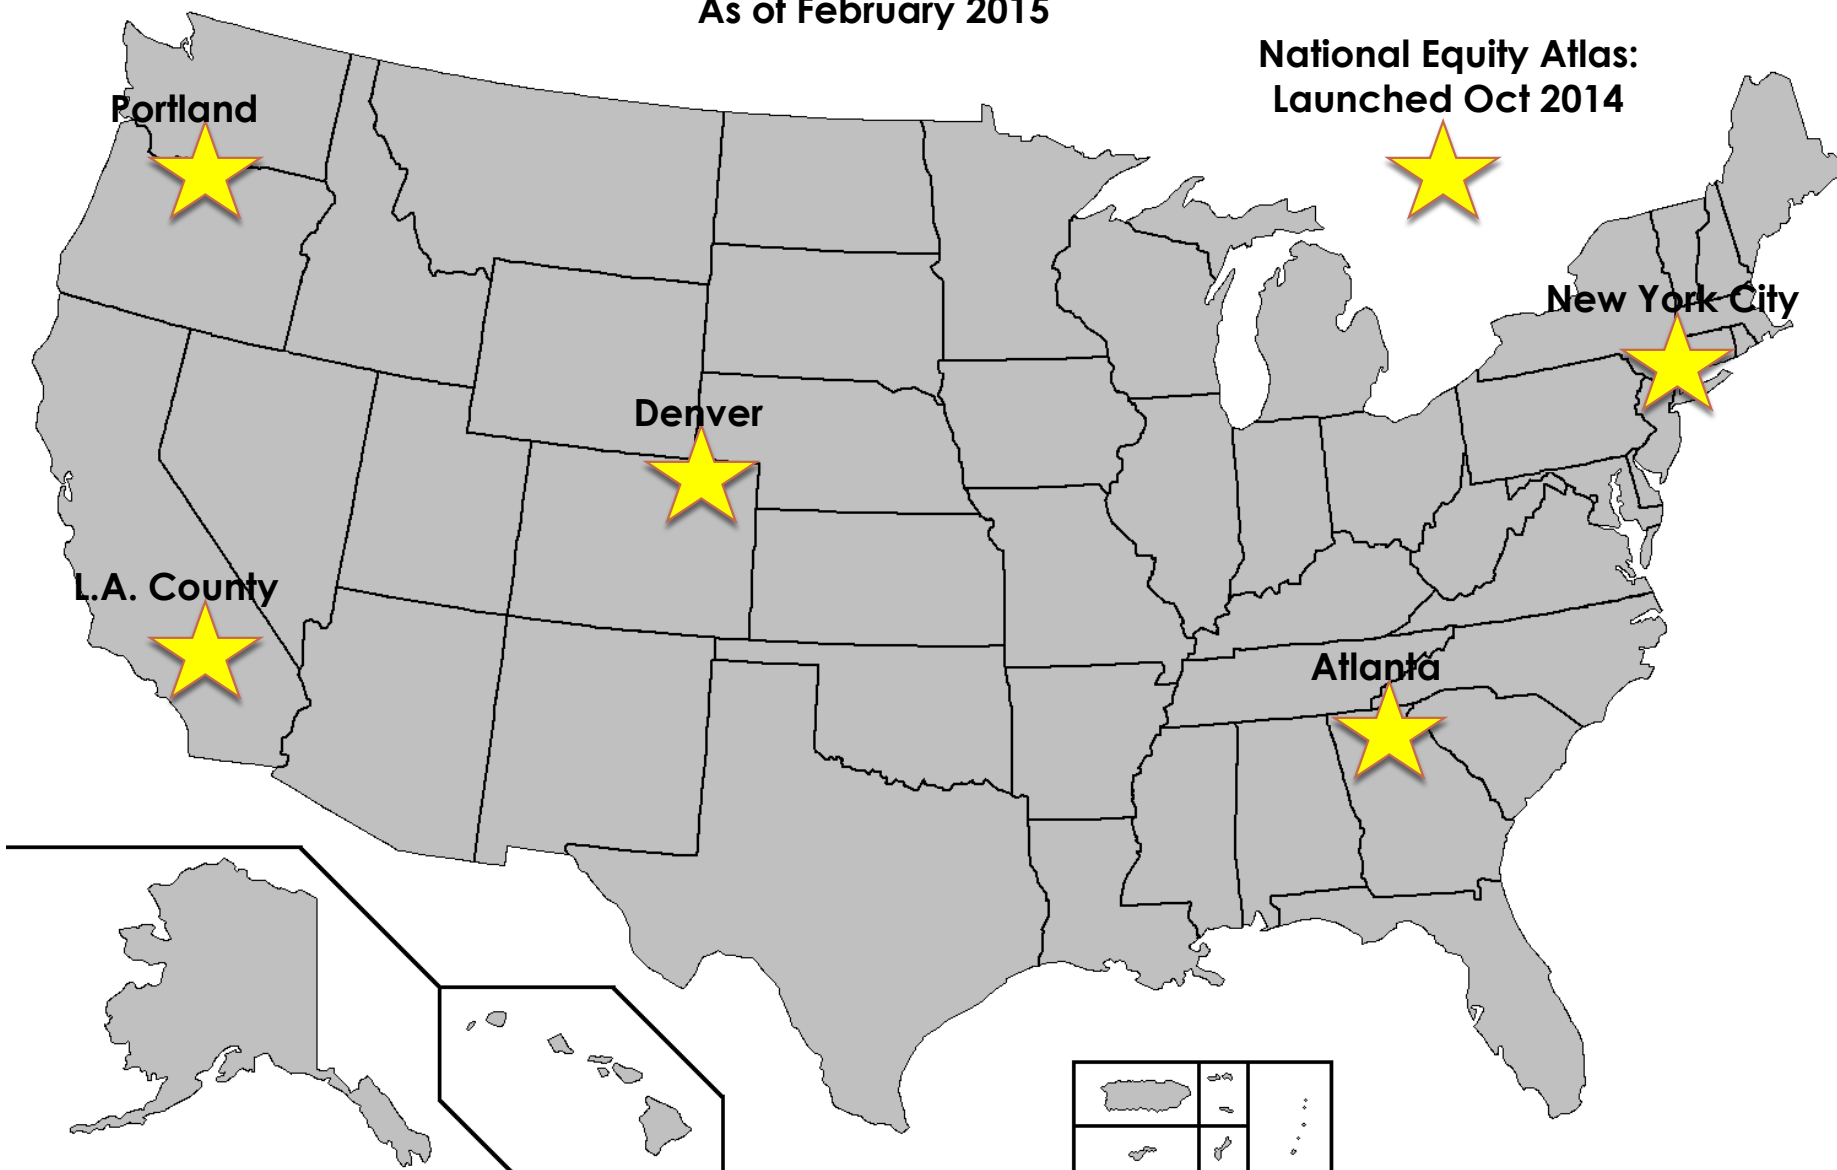 As of February 2015
National Equity Atlas:
Launched Oct 2014
Portland
New York City
Denver
L.A. County
Atlanta